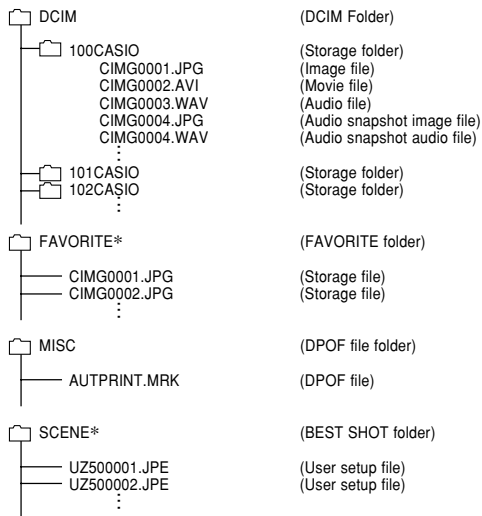 DCIM (DCIM Folder)
100CASIO (Storage folder)
CIMG0001.JPG (Image file)
CIMG0002.AVI (Movie file)
CIMG0003.WAV (Audio file)
CIMG0004.JPG (Audio snapshot image file)
CIMG0004.WAV (Audio snapshot audio file)
101CASIO (Storage folder)
102CASIO (Storage folder)
FAVORITE* (FAVORITE folder)
CIMG0001.JPG (Storage file)
CIMG0002.JPG (Storage file)
MISC (DPOF file folder)
AUTPRINT.MRK (DPOF file)
SCENE* (BEST SHOT folder)
UZ500001.JPE (User setup file)
UZ500002.JPE (User setup file)